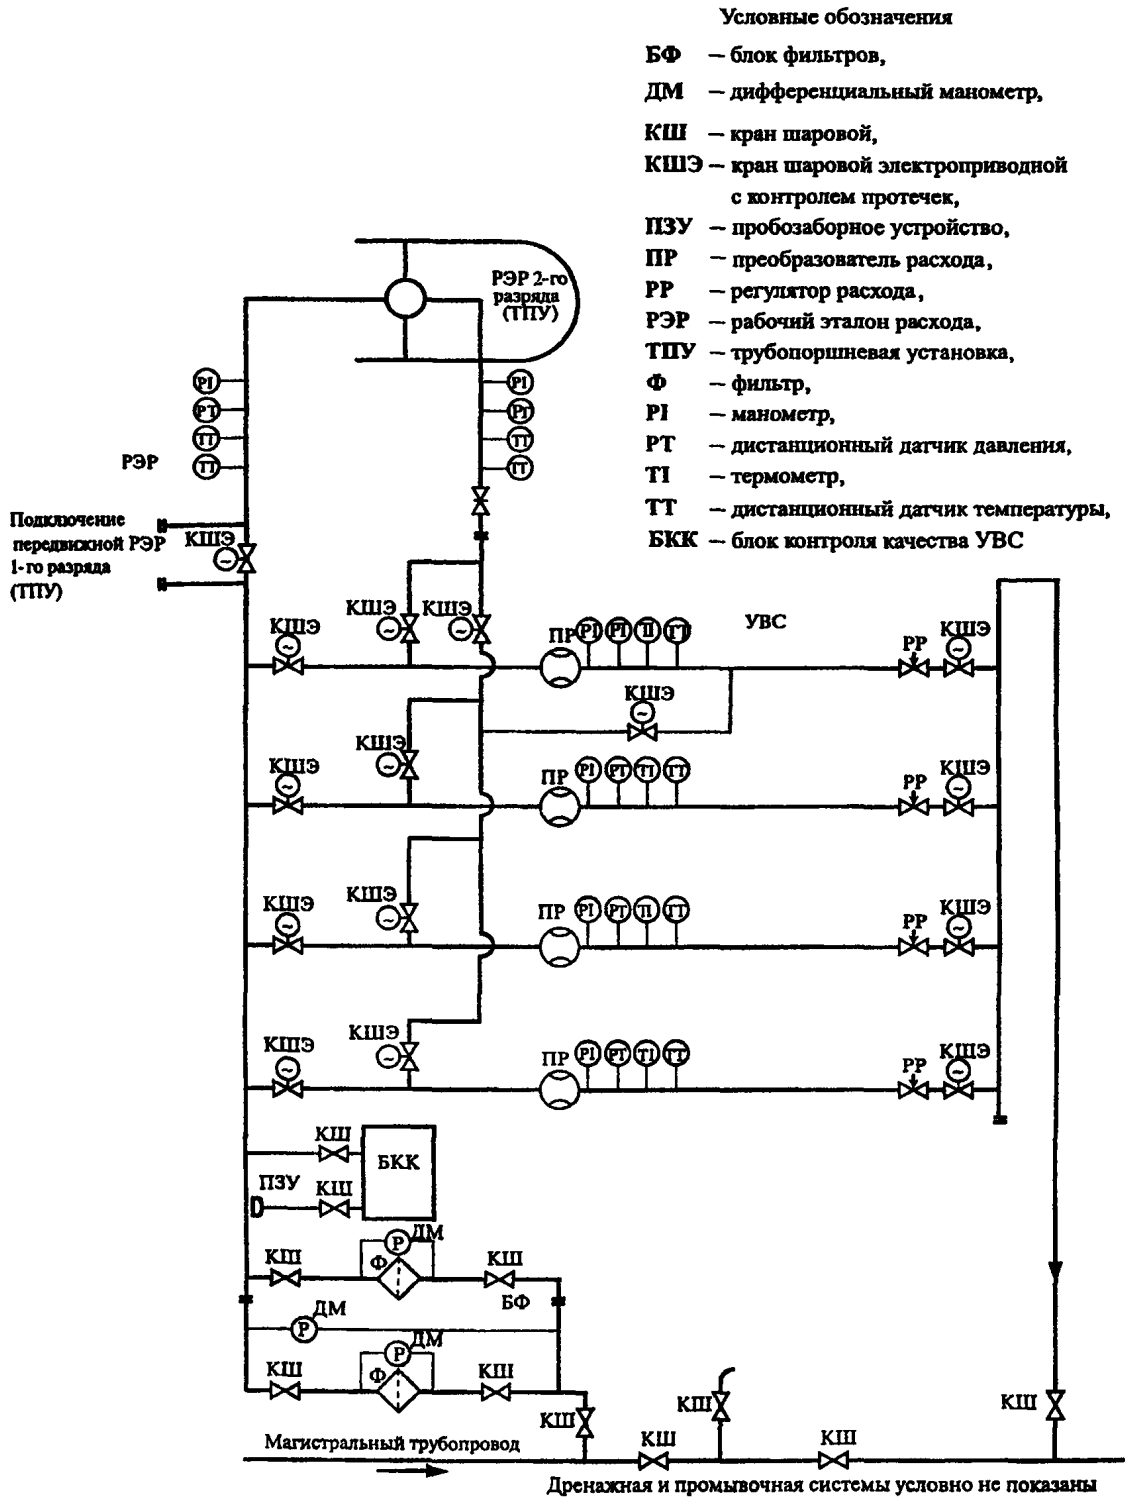 Условные обозначения
БФ – блок фильтров,
ДМ – дифференциальный манометр,
КШ – кран шаровой,
КШЭ – кран шаровой электроприводной
с контролем протечек,
ПЗУ – пробозаборное устройство,
ПР – преобразователь расхода,
РР – регулятор расхода,
РЭР – рабочий эталон расхода,
ТПУ – трубопоршневая установка,
Ф – фильтр,
PI – манометр,
РТ – дистанционный датчик давления,
TI – термометр,
ТТ – дистанционный датчик температуры,
БКК – блок контроля качества УВС
РЭР 2-го
разряда
(ТПУ)
PI PI
PT PT
TT TT
TI TT
РЭР
Подключение
передвижной РЭР
1-го разряда
(ТПУ)
КШЭ
~
КШЭ КШЭ
~ ~
КШЭ ПР PI PI TI TT УВС РР КШЭ
~ ~
КШЭ
~
КШЭ
~
КШЭ ПР PI PT TI TT РР КШЭ
~ ~
КШЭ
~
КШЭ ПР PI PT TI TT РР КШЭ
~ ~
КШЭ
~
КШЭ ПР PI PT TI TT РР КШЭ
~ ~
КШ
БКК
ПЗУ КШ
ДМ
P
КШ Ф КШ
БФ
ДМ
P
ДМ
P
КШ Ф КШ
КШ КШ КШ
Магистральный трубопровод КШ КШ
Дренажная и промывочная системы условно не показаны